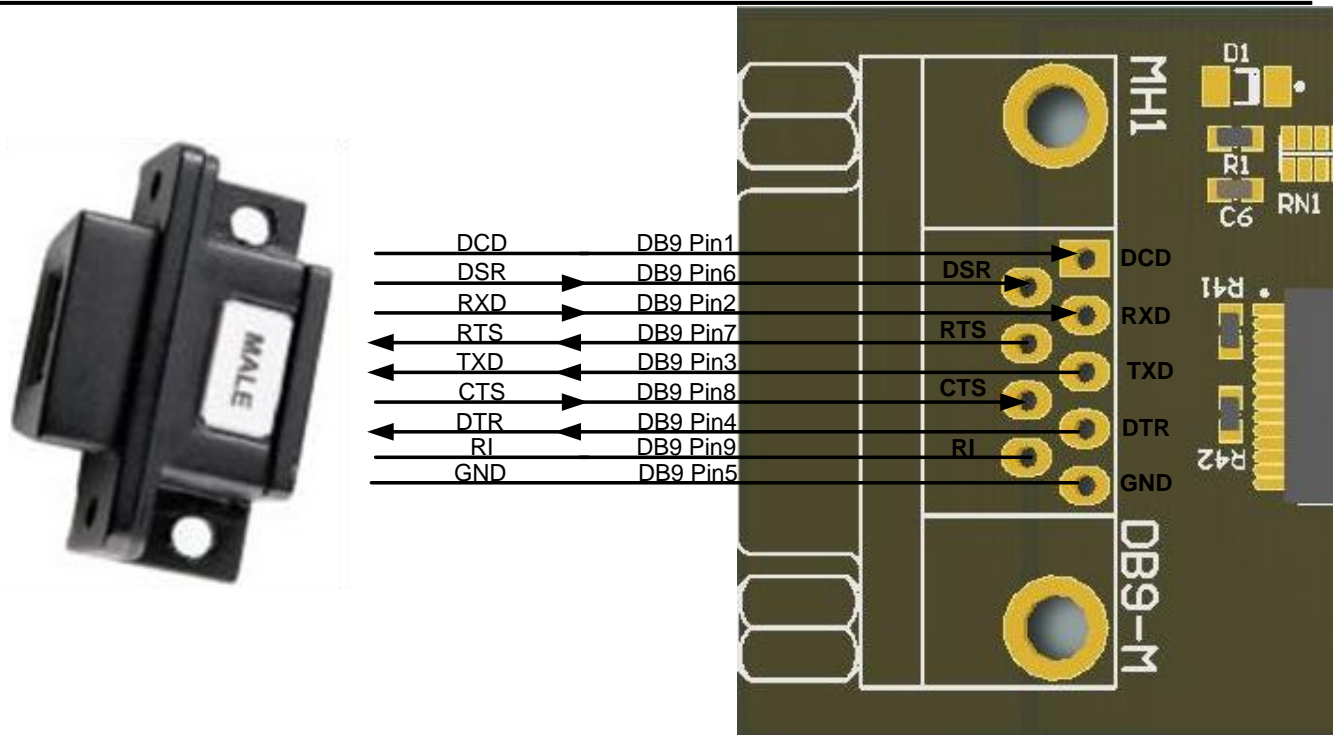 MALE
DCD DB9 Pin1
DSR DB9 Pin6
RXD DB9 Pin2
RTS DB9 Pin7
TXD DB9 Pin3
CTS DB9 Pin8
DTR DB9 Pin4
RI DB9 Pin9
GND DB9 Pin5
DSR
RTS
CTS
RI
DCD
RXD
TXD
DTR
GND
MH1
DB9-M
D1
R1
C6
RN1
R41
R42